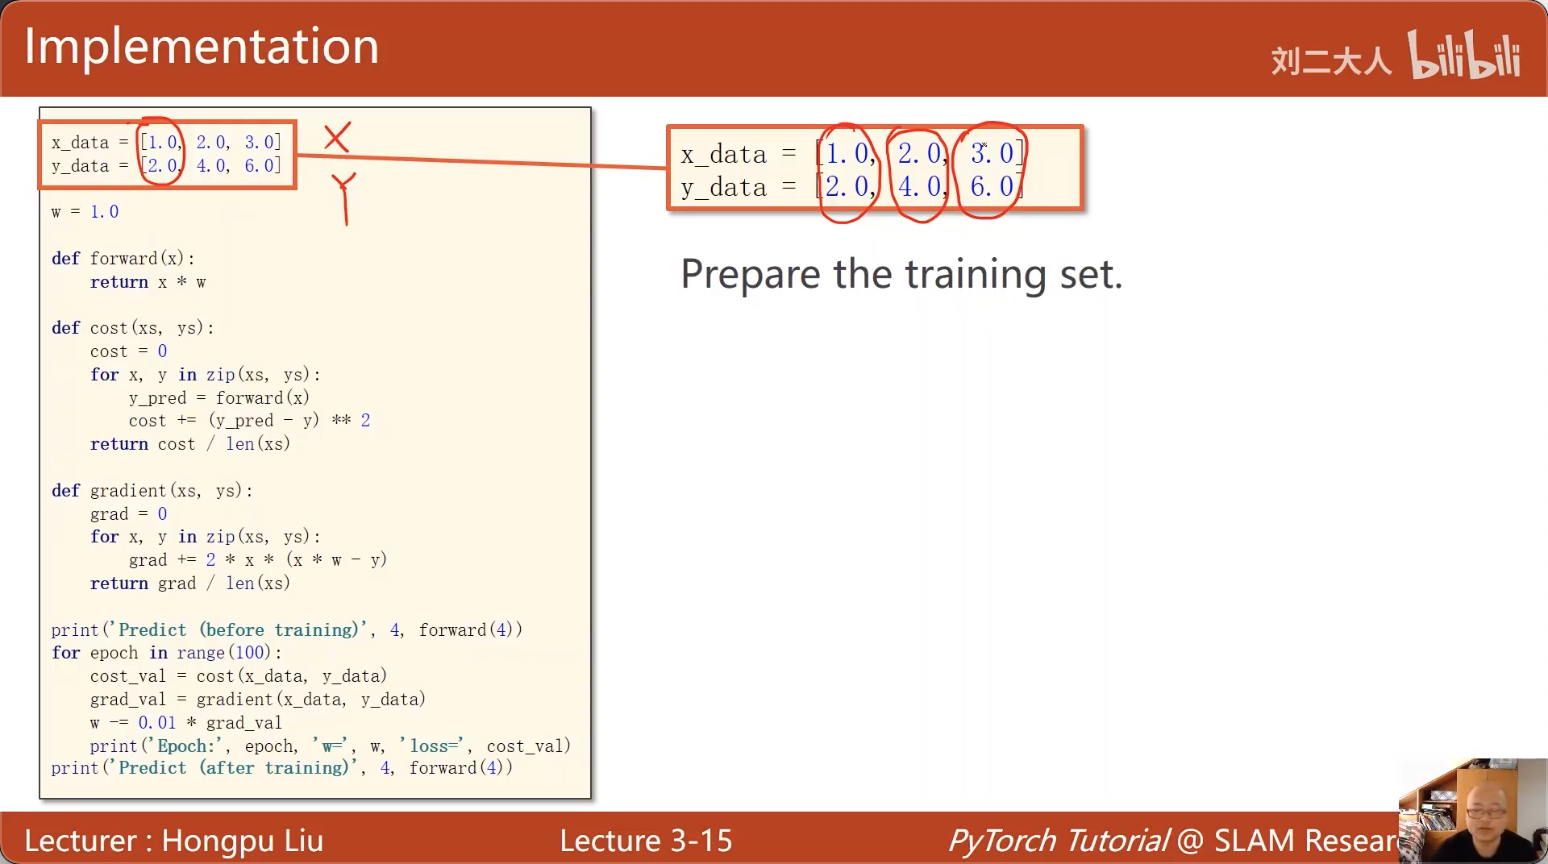 Implementation
刘二大人 bilibili
x_data = [1.0, 2.0, 3.0]
y_data = [2.0, 4.0, 6.0]
X
Y
w = 1.0
def forward(x):
    return x * w
def cost(xs, ys):
    cost = 0
    for x, y in zip(xs, ys):
        y_pred = forward(x)
        cost += (y_pred - y) ** 2
    return cost / len(xs)
def gradient(xs, ys):
    grad = 0
    for x, y in zip(xs, ys):
        grad += 2 * x * (x * w - y)
    return grad / len(xs)
print('Predict (before training)', 4, forward(4))
for epoch in range(100):
    cost_val = cost(x_data, y_data)
    grad_val = gradient(x_data, y_data)
    w -= 0.01 * grad_val
    print('Epoch:', epoch, 'w=', w, 'loss=', cost_val)
print('Predict (after training)', 4, forward(4))
x_data = [1.0, 2.0, 3.0]
y_data = [2.0, 4.0, 6.0]
Prepare the training set.
Lecturer : Hongpu Liu
Lecture 3-15
PyTorch Tutorial @ SLAM Resear